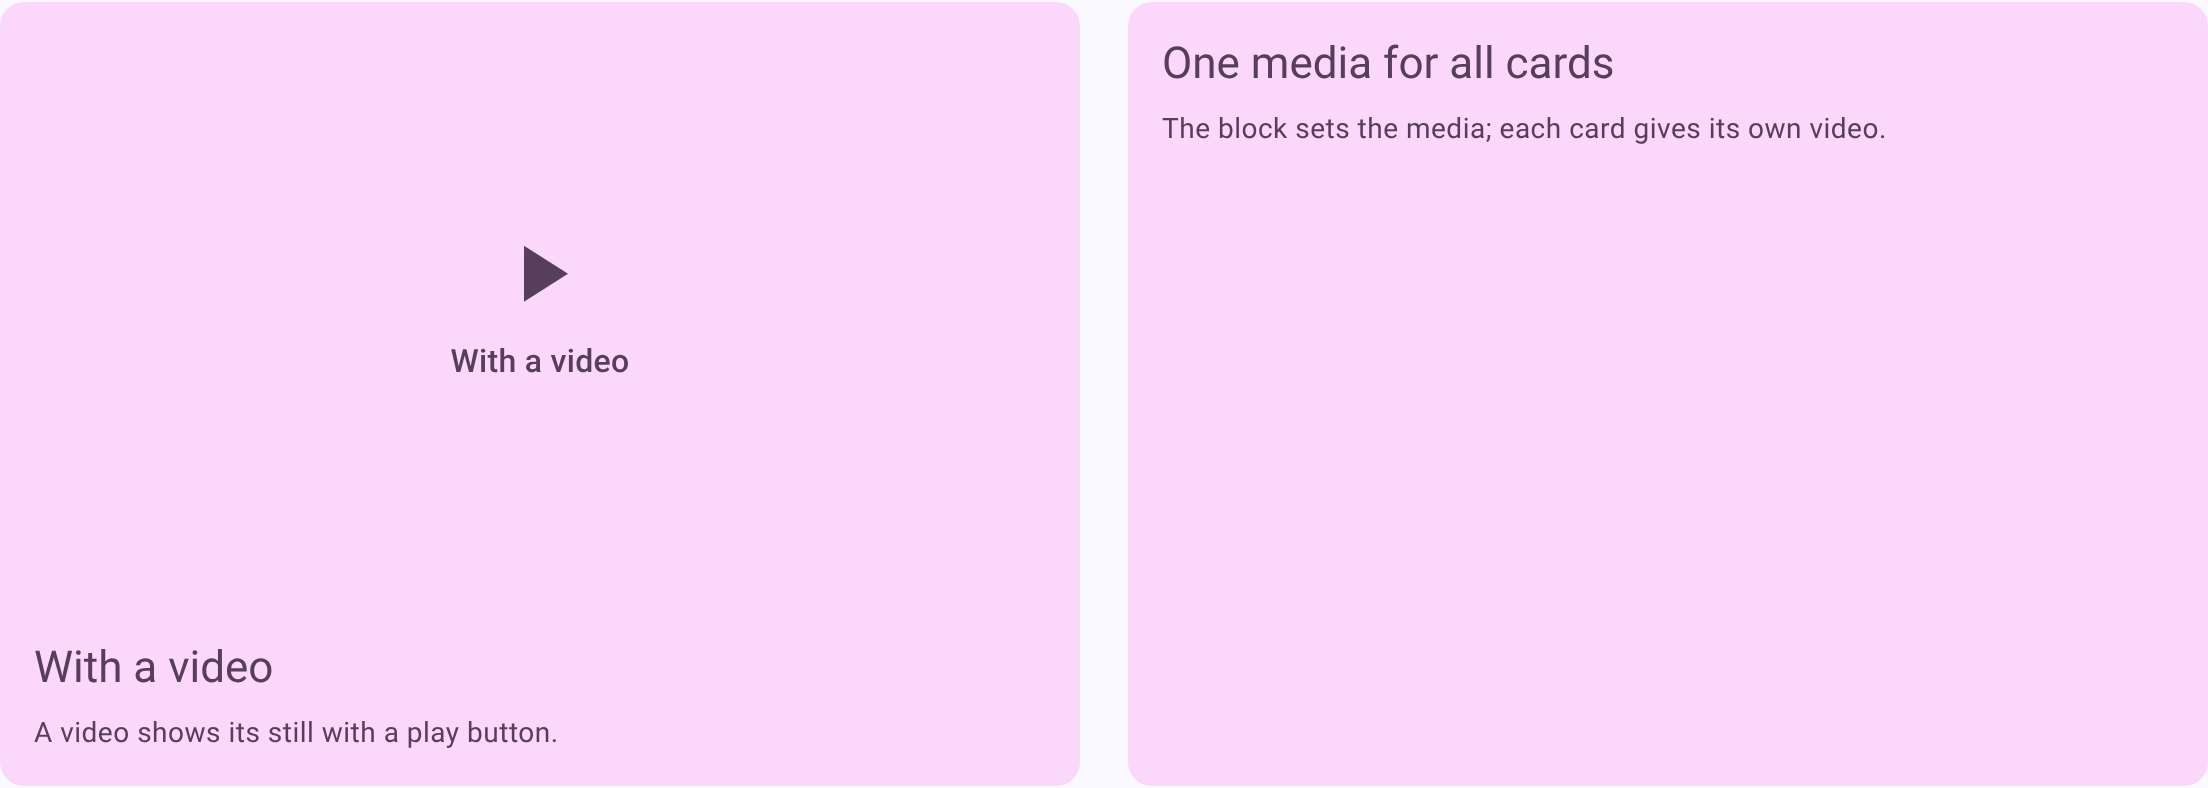 With a video
With a video
A video shows its still with a play button.
One media for all cards
The block sets the media; each card gives its own video.